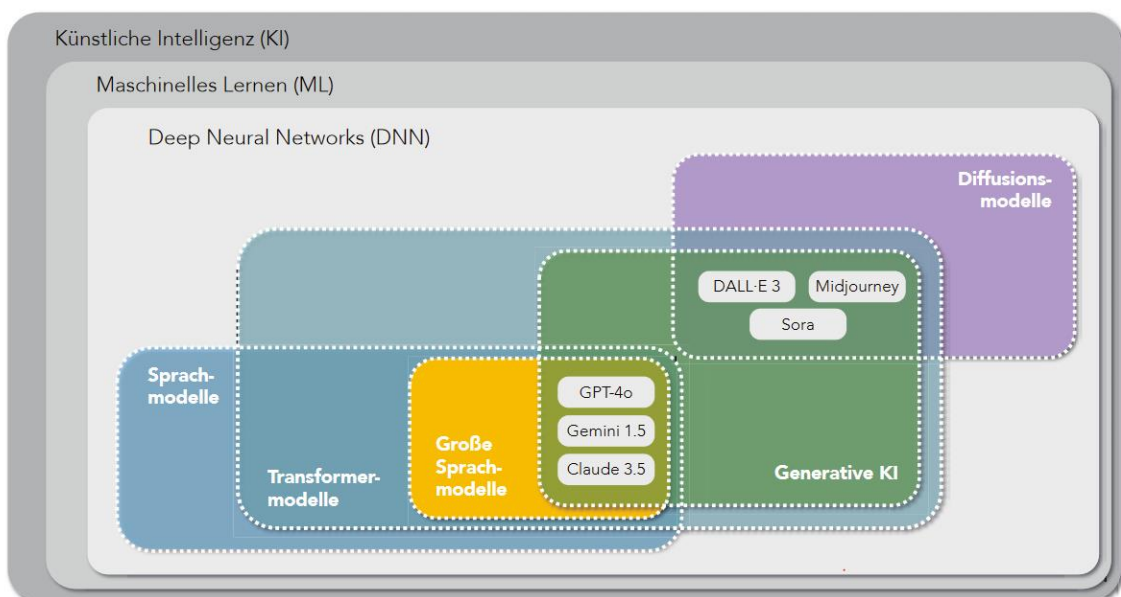 Künstliche Intelligenz (KI)
Maschinelles Lernen (ML)
Deep Neural Networks (DNN)
Diffusions-
modelle
DALL·E 3
Midjourney
Sora
Sprach-
modelle
GPT-4o
Gemini 1.5
Claude 3.5
Große
Sprach-
modelle
Transformer-
modelle
Generative KI